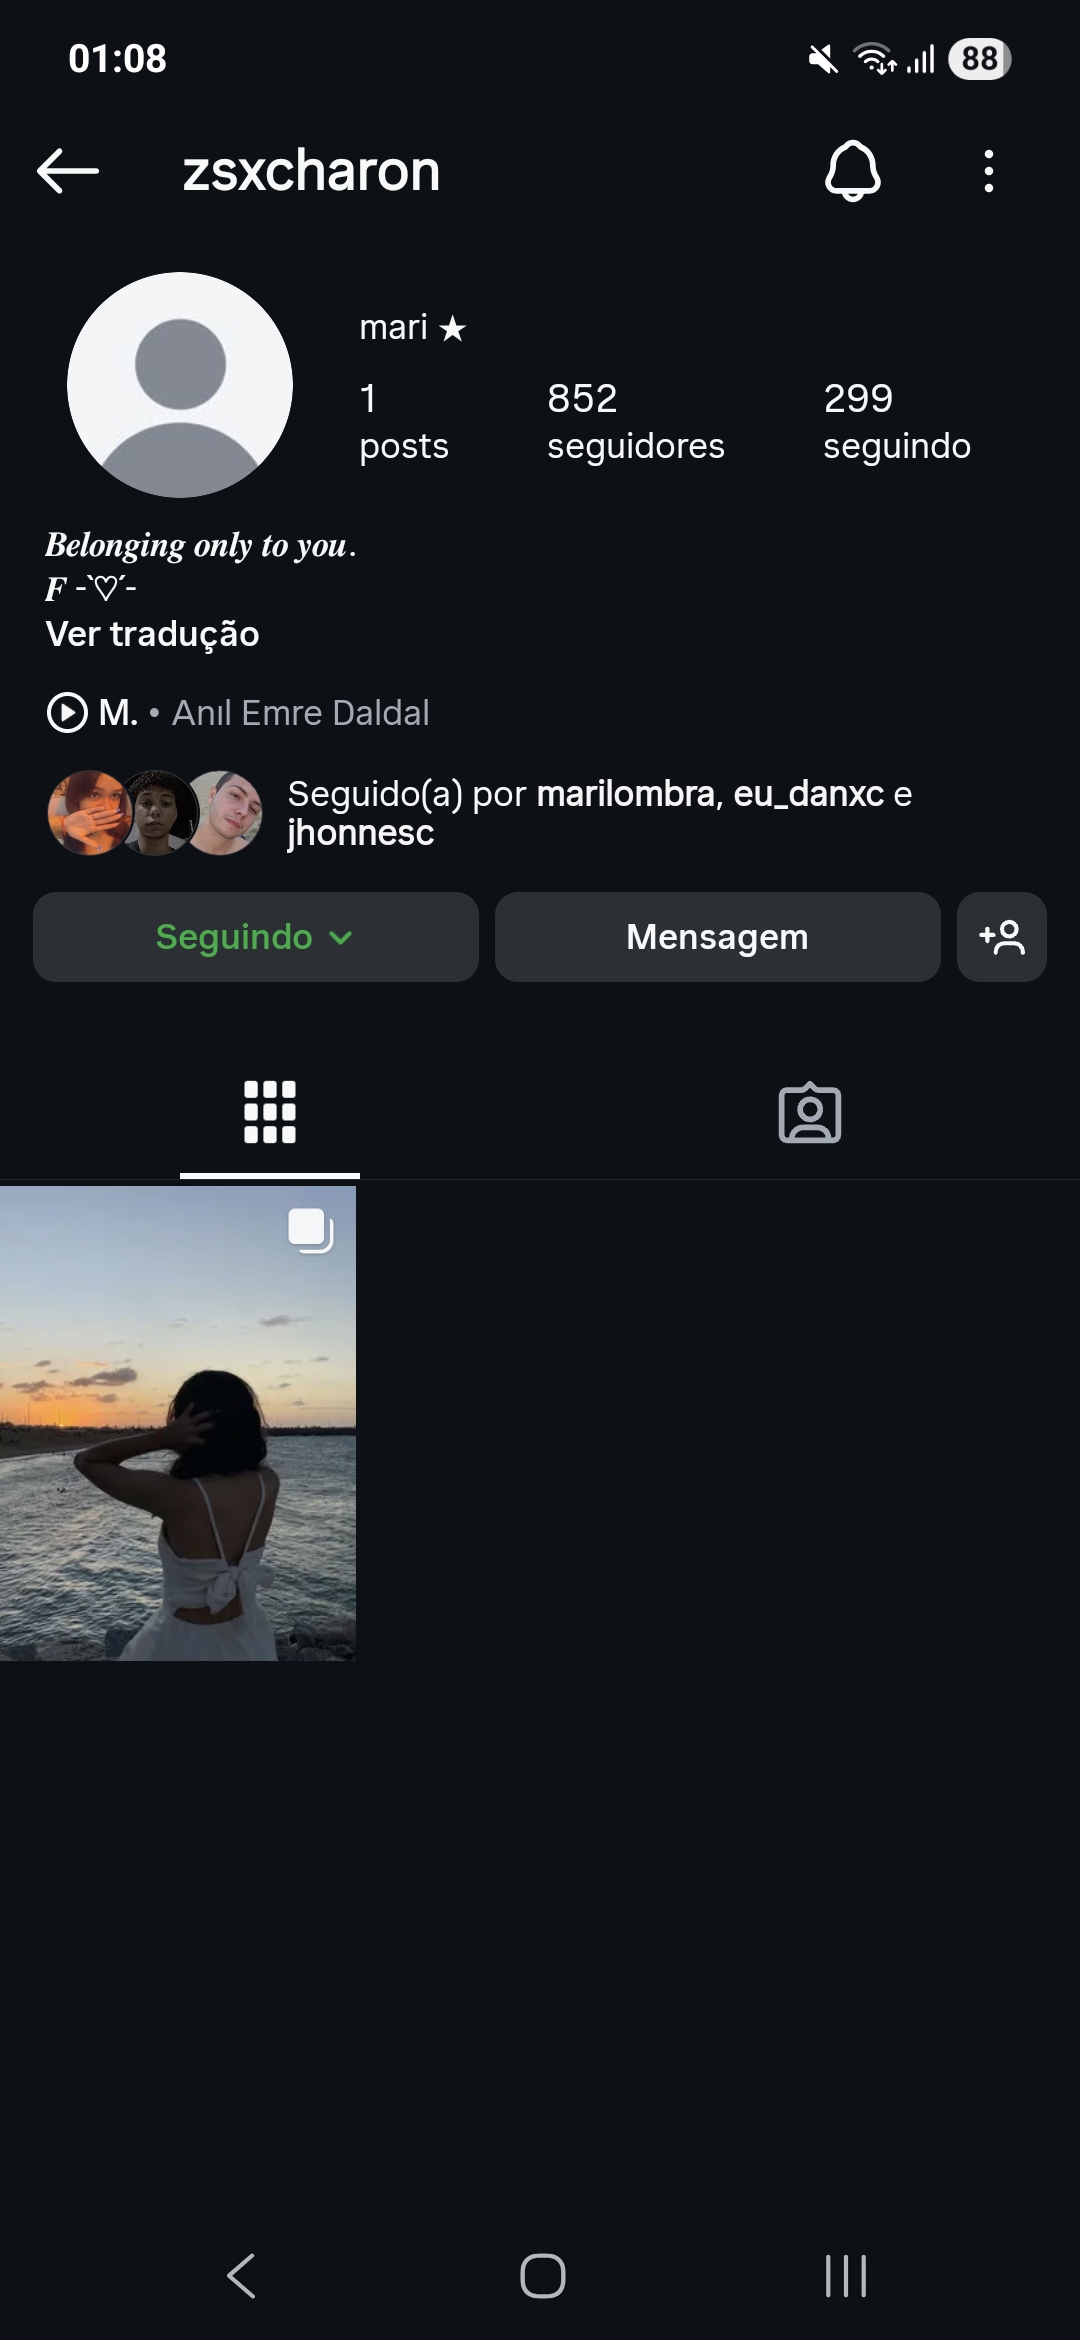 01:08
88
zsxcharon
mari ★
1 852 299
posts seguidores seguindo
𝑩𝒆𝒍𝒐𝒏𝒈𝒊𝒏𝒈 𝒐𝒏𝒍𝒚 𝒕𝒐 𝒚𝒐𝒖.
𝑭 -`♡´-
Ver tradução
M. • Anıl Emre Daldal
Seguido(a) por marilombra, eu_danxc e
jhonnesc
Seguindo
Mensagem